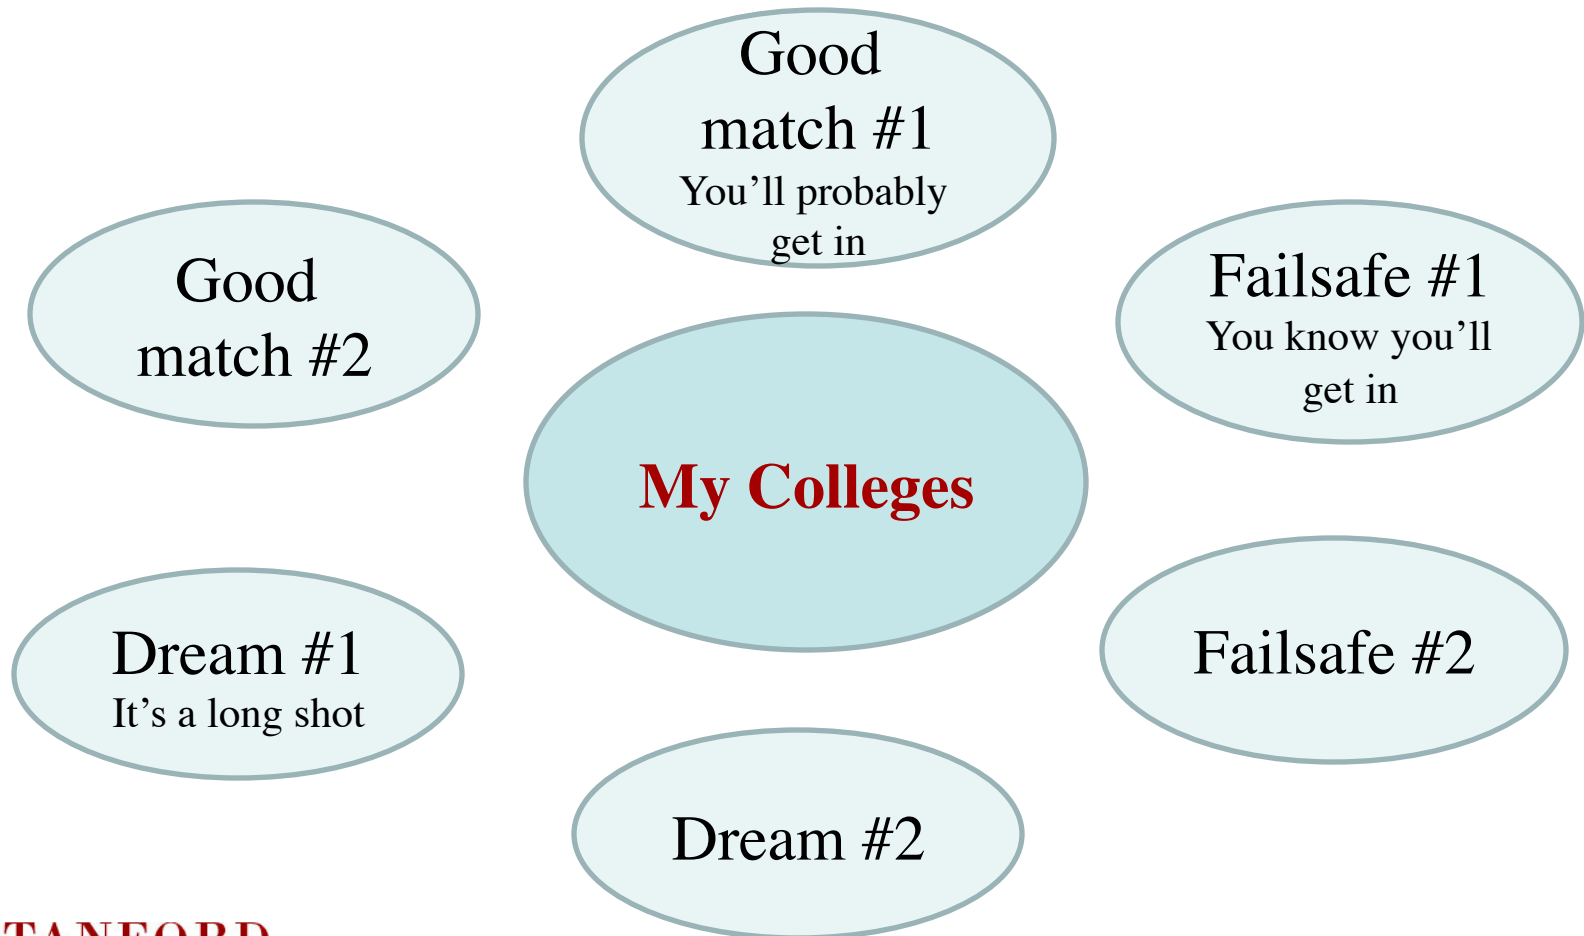 Good
match #1
You’ll probably
get in
Good
match #2
Failsafe #1
You know you’ll
get in
My Colleges
Dream #1
It’s a long shot
Failsafe #2
Dream #2
TANFORD